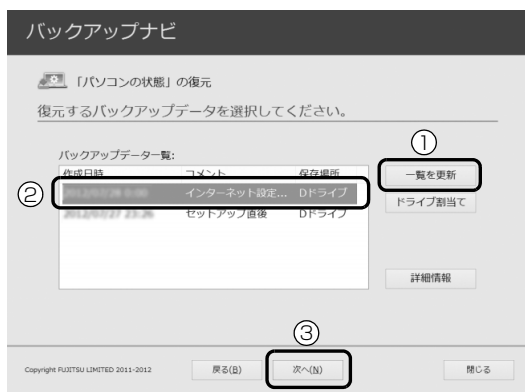 バックアップナビ
「パソコンの状態」の復元
復元するバックアップデータを選択してください。
①
バックアップデータ一覧:
作成日時 コメント 保存場所
一覧を更新
②
インターネット設定... Dドライブ
ドライブ割当て
セットアップ直後 Dドライブ
詳細情報
③
Copyright FUJITSU LIMITED 2011-2012
戻る(B)
次へ(N)
閉じる